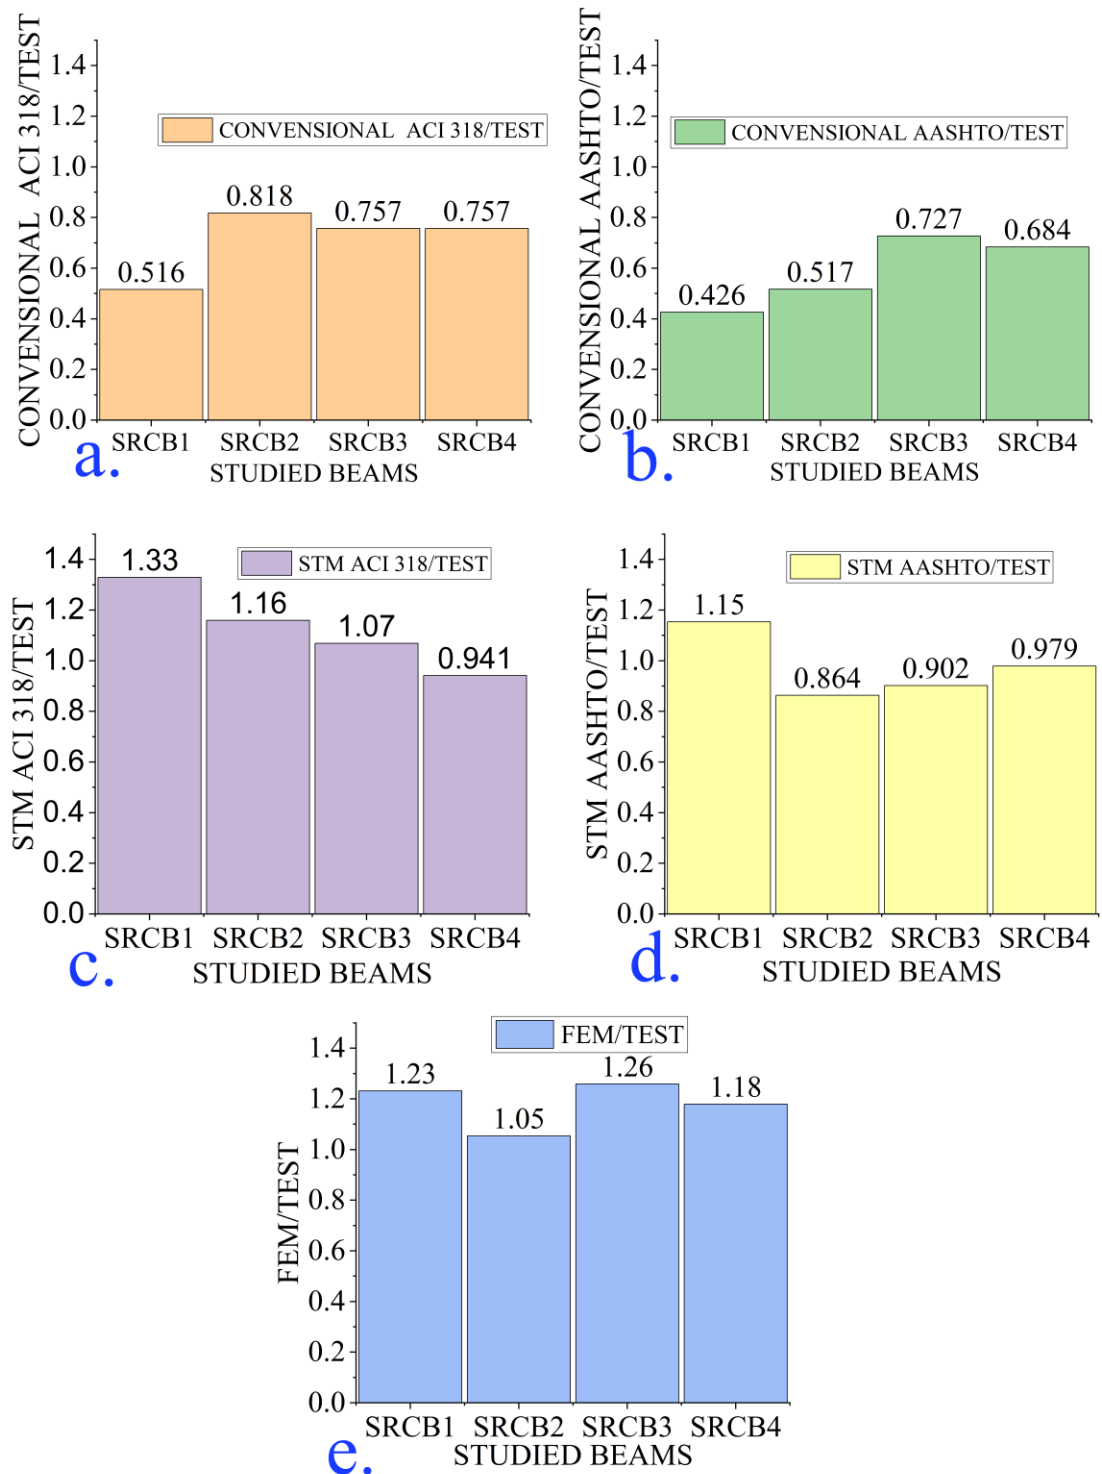 CONVENSIONAL ACI 318/TEST
1.4
1.2
1.0
0.8
0.6
0.4
0.2
0.0
CONVENSIONAL ACI 318/TEST
0.516
0.818
0.757
0.757
SRCB1
SRCB2
SRCB3
SRCB4
STUDIED BEAMS
a.
CONVENSIONAL AASHTO/TEST
1.4
1.2
1.0
0.8
0.6
0.4
0.2
0.0
CONVENSIONAL AASHTO/TEST
0.426
0.517
0.727
0.684
SRCB1
SRCB2
SRCB3
SRCB4
STUDIED BEAMS
b.
STM ACI 318/TEST
1.4
1.2
1.0
0.8
0.6
0.4
0.2
0.0
STM ACI 318/TEST
1.33
1.16
1.07
0.941
SRCB1
SRCB2
SRCB3
SRCB4
STUDIED BEAMS
c.
STM AASHTO/TEST
1.4
1.2
1.0
0.8
0.6
0.4
0.2
0.0
STM AASHTO/TEST
1.15
0.864
0.902
0.979
SRCB1
SRCB2
SRCB3
SRCB4
STUDIED BEAMS
d.
FEM/TEST
1.4
1.2
1.0
0.8
0.6
0.4
0.2
0.0
FEM/TEST
1.23
1.05
1.26
1.18
SRCB1
SRCB2
SRCB3
SRCB4
STUDIED BEAMS
e.